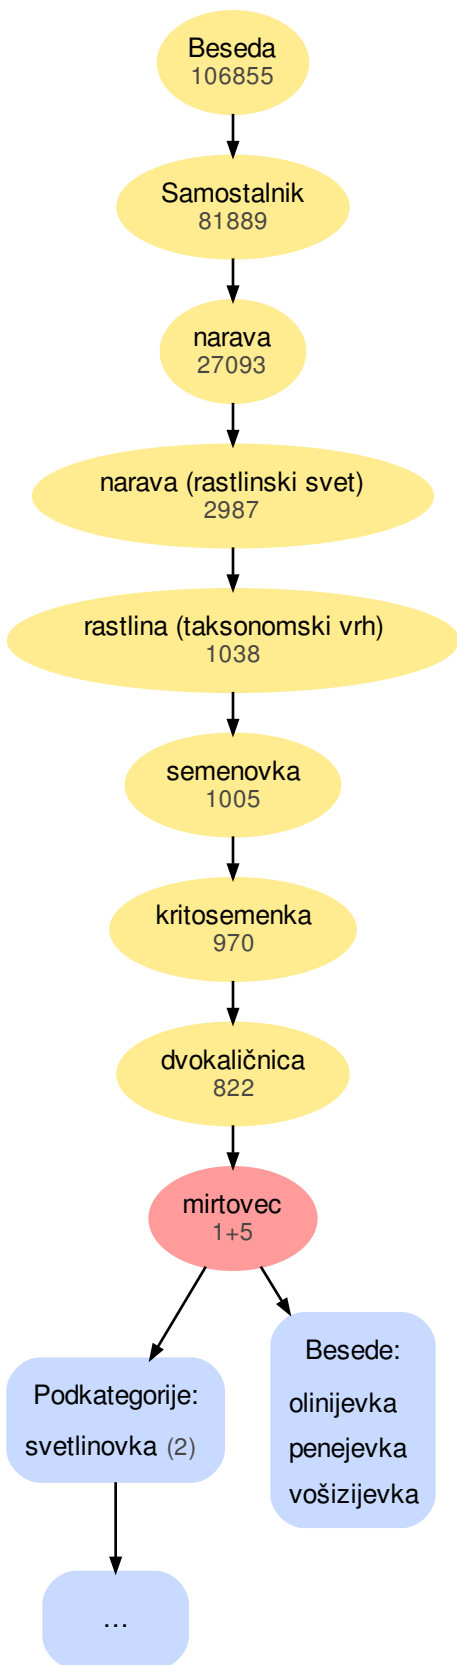 Beseda
106855
Samostalnik
81889
narava
27093
narava (rastlinski svet)
2987
rastlina (taksonomski vrh)
1038
semenovka
1005
kritosemenka
970
dvokaličnica
822
mirtovec
1+5
Podkategorije:
svetlinovka (2)
Besede:
olinijevka
penejevka
vošizijevka
...